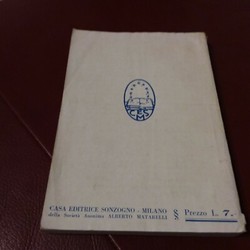 CASA EDITRICE SONZOGNO - MILANO
della Società Anonima ALBERTO MATARELLI
§ Prezzo L. 7.-